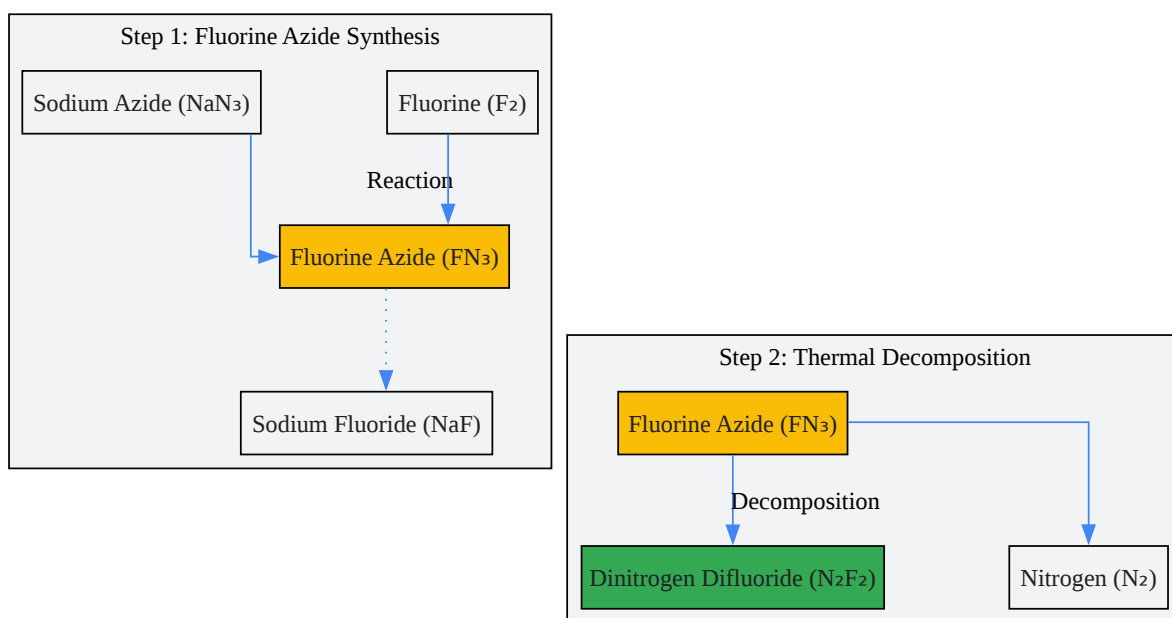 Step 1: Fluorine Azide Synthesis
Sodium Azide (NaN₃)
Fluorine (F₂)
Reaction
Fluorine Azide (FN₃)
Sodium Fluoride (NaF)
Step 2: Thermal Decomposition
Fluorine Azide (FN₃)
Decomposition
Dinitrogen Difluoride (N₂F₂)
Nitrogen (N₂)